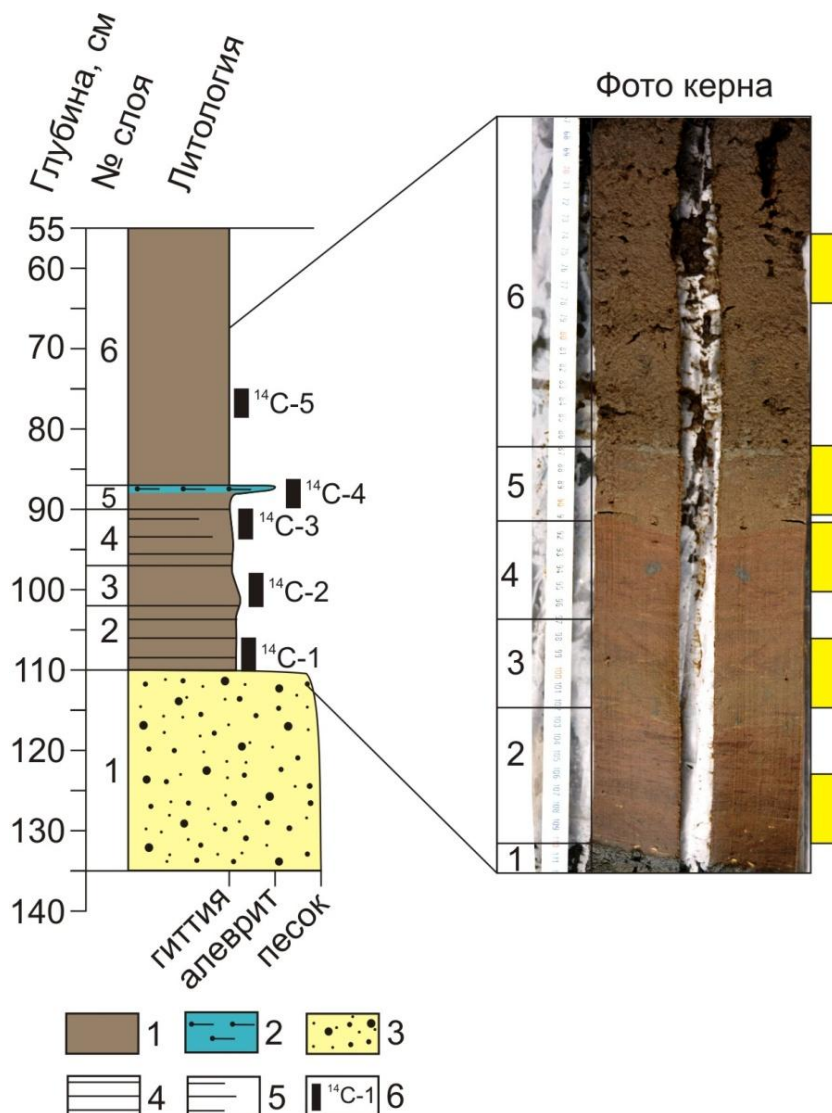 Глубина, см
№ слоя
Литология
Фото керна
55
60
70
80
90
100
110
120
130
140
6
5
4
3
2
1
¹⁴C-5
¹⁴C-4
¹⁴C-3
¹⁴C-2
¹⁴C-1
гиттия
алеврит
песок
6
5
4
3
2
1
1
2
3
4
5
¹⁴C-1 6